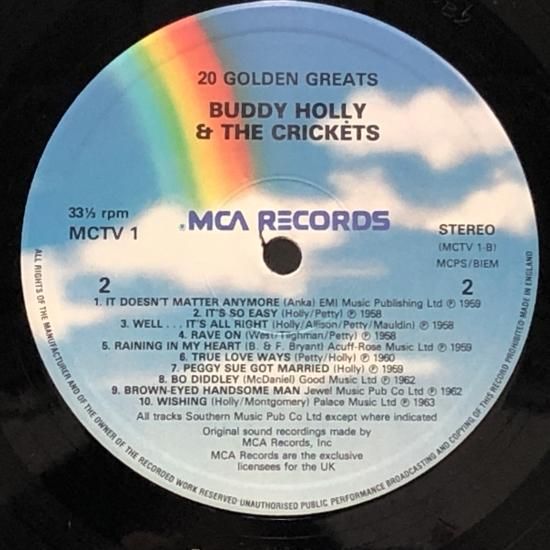 20 GOLDEN GREATS
BUDDY HOLLY
& THE CRICKETS
33⅓ rpm
MCTV 1
MCA RECORDS
STEREO
(MCTV 1-B)
MCPS/BIEM
2
2
1. IT DOESN'T MATTER ANYMORE (Anka) EMI Music Publishing Ltd ℗ 1959
2. IT'S SO EASY (Holly/Petty) ℗ 1958
3. WELL . . . IT'S ALL RIGHT (Holly/Allison/Petty/Mauldin) ℗ 1958
4. RAVE ON (West/Tilghman/Petty) ℗ 1958
5. RAINING IN MY HEART (B. & F. Bryant) Acuff-Rose Music Ltd ℗ 1959
6. TRUE LOVE WAYS (Petty/Holly) ℗ 1960
7. PEGGY SUE GOT MARRIED (Holly) ℗ 1959
8. BO DIDDLEY (McDaniel) Good Music Ltd ℗ 1962
9. BROWN-EYED HANDSOME MAN Jewel Music Pub Co Ltd ℗ 1962
10. WISHING (Holly/Montgomery) Palace Music Ltd ℗ 1963
All tracks Southern Music Pub Co Ltd except where indicated
Original sound recordings made by
MCA Records, Inc
MCA Records are the exclusive
licensees for the UK
ALL RIGHTS OF THE MANUFACTURER AND OF THE OWNER OF THE RECORDED WORK RESERVED·UNAUTHORISED PUBLIC PERFORMANCE BROADCASTING AND COPYING OF THIS RECORD PROHIBITED·MADE IN ENGLAND